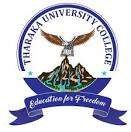 THARAKA UNIVERSITY COLLEGE
Education for Freedom